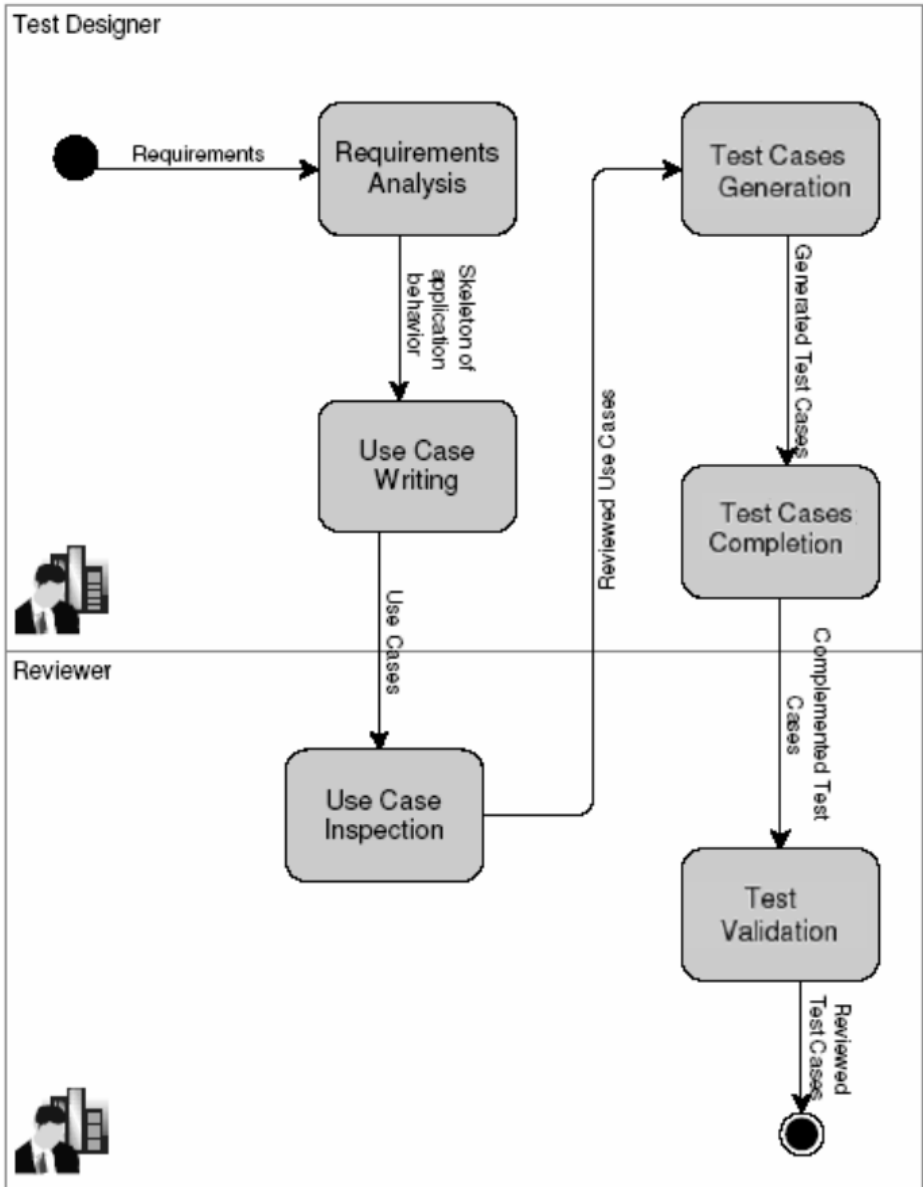 Test Designer
Requirements
Requirements
Analysis
Skeleton of
application
behavior
Use Case
Writing
Use Cases
Reviewer
Use Case
Inspection
Reviewed Use Cases
Test Cases
Generation
Generated Test Cases
Test Cases
Completion
Complemented Test
Cases
Test
Validation
Reviewed
Test Cases